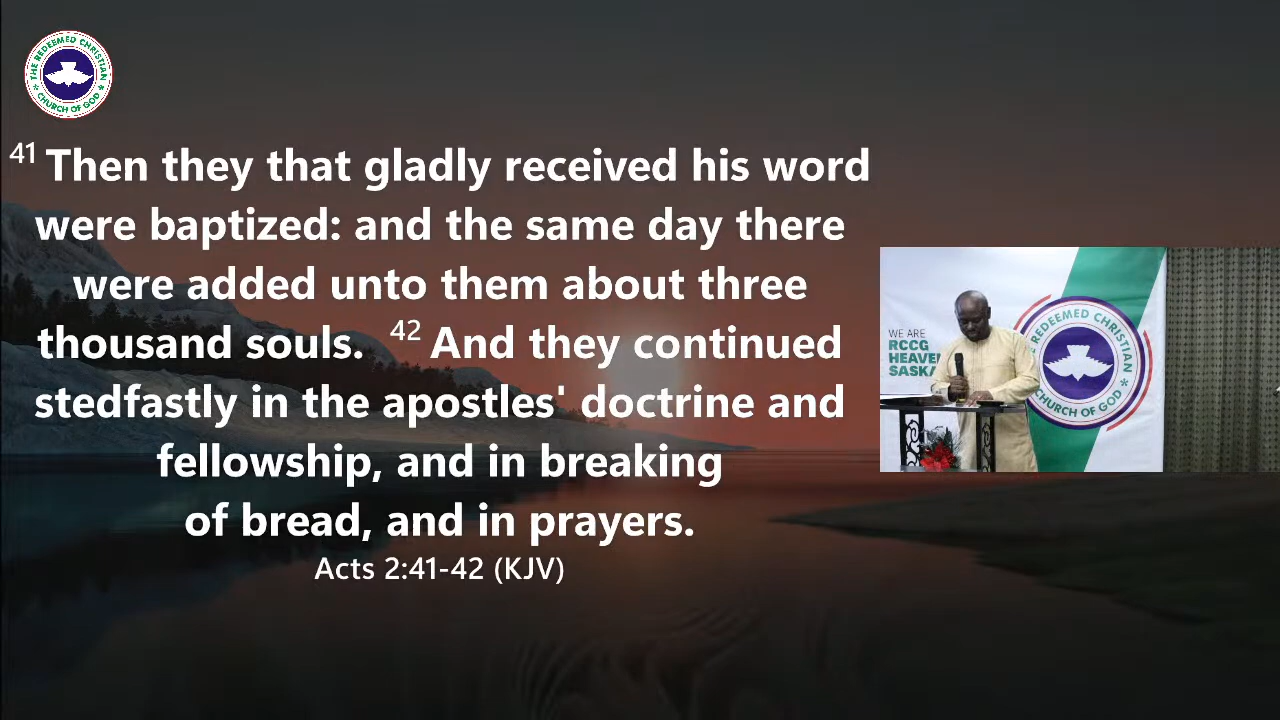 THE REDEEMED CHRISTIAN
CHURCH OF GOD
41 Then they that gladly received his word
were baptized: and the same day there
were added unto them about three
thousand souls. 42 And they continued
stedfastly in the apostles' doctrine and
fellowship, and in breaking
of bread, and in prayers.
Acts 2:41-42 (KJV)
WE ARE
RCCG
REDEEMED CHRISTIAN
CHURCH OF GOD